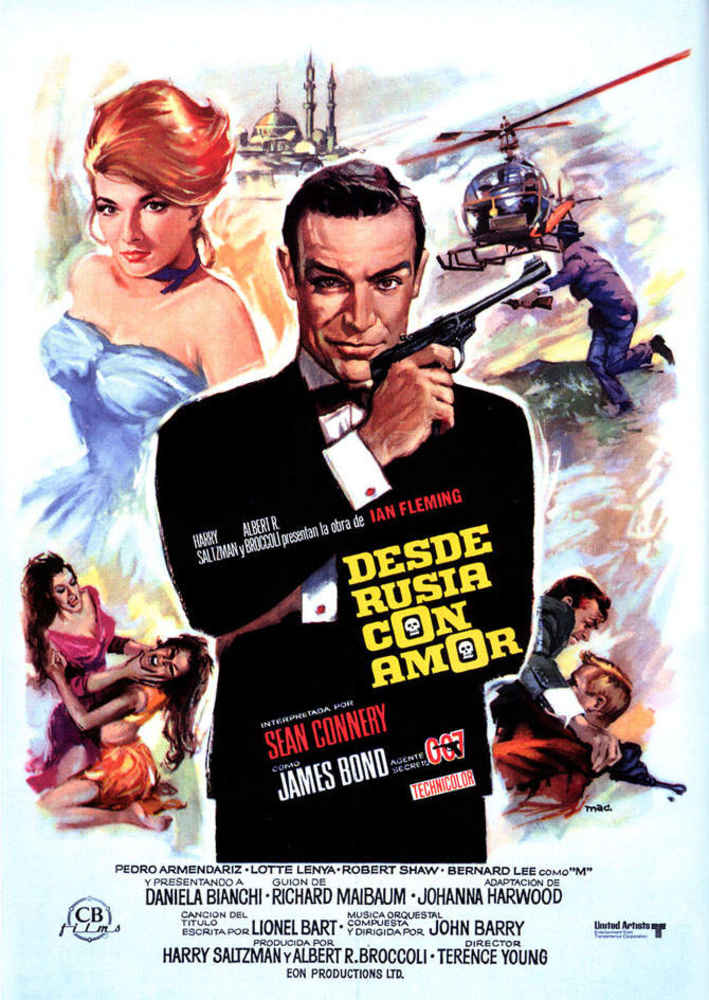 HARRY SALTZMAN y ALBERT R. BROCCOLI presentan la obra de IAN FLEMING
DESDE
RUSIA
CON
AMOR
INTERPRETADA POR
SEAN CONNERY
COMO
JAMES BOND
AGENTE SECRETO 007
TECHNICOLOR
mac.
PEDRO ARMENDARIZ · LOTTE LENYA · ROBERT SHAW · BERNARD LEE COMO "M"
Y PRESENTANDO A DANIELA BIANCHI · GUION DE RICHARD MAIBAUM · ADAPTACION DE JOHANNA HARWOOD
CANCION DEL TITULO ESCRITA POR LIONEL BART · MUSICA ORQUESTAL COMPUESTA Y DIRIGIDA POR JOHN BARRY
PRODUCIDA POR HARRY SALTZMAN Y ALBERT R. BROCCOLI · DIRECTOR TERENCE YOUNG
EON PRODUCTIONS LTD.
CB
films
United Artists